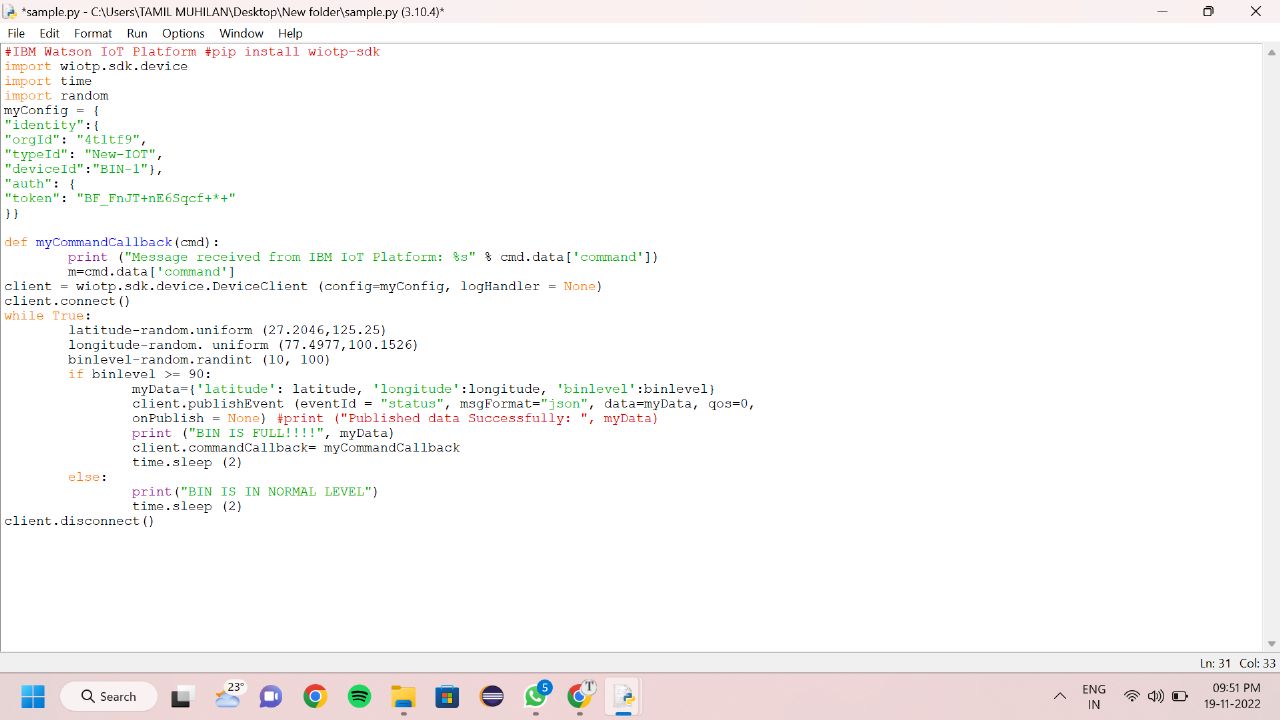 *sample.py - C:\Users\TAMIL MUHILAN\Desktop\New folder\sample.py (3.10.4)*
File Edit Format Run Options Window Help
#IBM Watson IoT Platform #pip install wiotp-sdk
import wiotp.sdk.device
import time
import random
myConfig = {
"identity":{
"orgId": "4tltf9",
"typeId": "New-IOT",
"deviceId":"BIN-1"},
"auth": {
"token": "BF_FnJT+nE6Sqcf+*+"
}}
def myCommandCallback(cmd):
print ("Message received from IBM IoT Platform: %s" % cmd.data['command'])
m=cmd.data['command']
client = wiotp.sdk.device.DeviceClient (config=myConfig, logHandler = None)
client.connect()
while True:
latitude-random.uniform (27.2046,125.25)
longitude-random. uniform (77.4977,100.1526)
binlevel-random.randint (10, 100)
if binlevel >= 90:
myData={'latitude': latitude, 'longitude':longitude, 'binlevel':binlevel}
client.publishEvent (eventId = "status", msgFormat="json", data=myData, qos=0,
onPublish = None) #print ("Published data Successfully: ", myData)
print ("BIN IS FULL!!!!", myData)
client.commandCallback= myCommandCallback
time.sleep (2)
else:
print("BIN IS IN NORMAL LEVEL")
time.sleep (2)
client.disconnect()
Ln: 31 Col: 33
Search
23°
5
T
ENG
IN
09:51 PM
19-11-2022